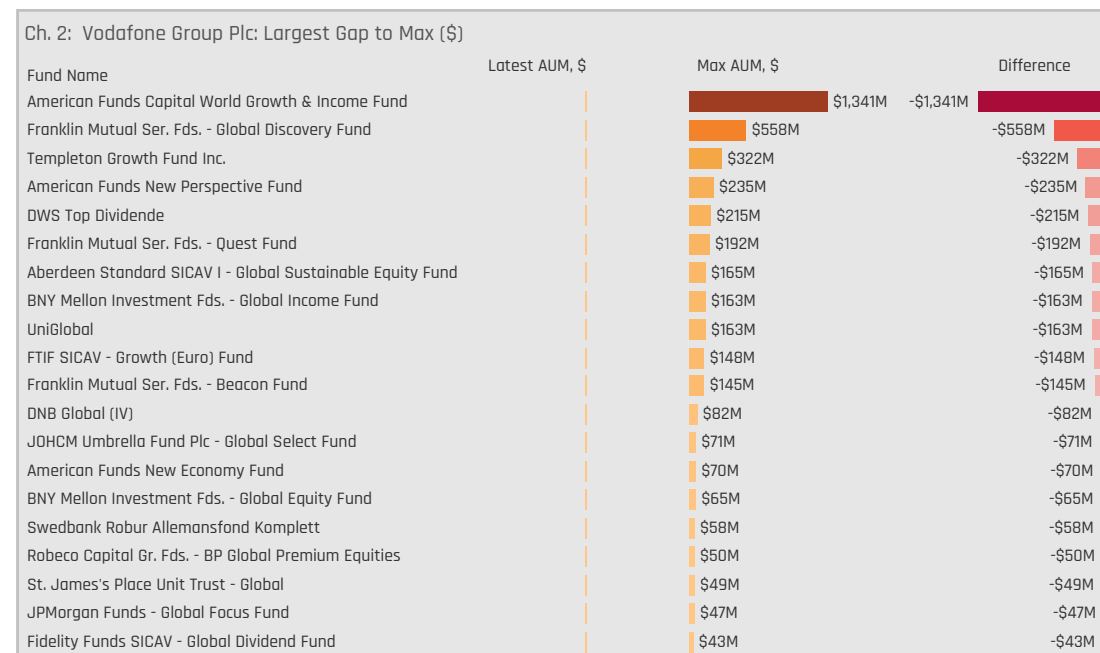 Ch. 2: Vodafone Group Plc: Largest Gap to Max ($)
Fund Name Latest AUM, $ Max AUM, $ Difference
American Funds Capital World Growth & Income Fund $1,341M -$1,341M
Franklin Mutual Ser. Fds. - Global Discovery Fund $558M -$558M
Templeton Growth Fund Inc. $322M -$322M
American Funds New Perspective Fund $235M -$235M
DWS Top Dividende $215M -$215M
Franklin Mutual Ser. Fds. - Quest Fund $192M -$192M
Aberdeen Standard SICAV I - Global Sustainable Equity Fund $165M -$165M
BNY Mellon Investment Fds. - Global Income Fund $163M -$163M
UniGlobal $163M -$163M
FTIF SICAV - Growth (Euro) Fund $148M -$148M
Franklin Mutual Ser. Fds. - Beacon Fund $145M -$145M
DNB Global (IV) $82M -$82M
JOHCM Umbrella Fund Plc - Global Select Fund $71M -$71M
American Funds New Economy Fund $70M -$70M
BNY Mellon Investment Fds. - Global Equity Fund $65M -$65M
Swedbank Robur Allemansfond Komplett $58M -$58M
Robeco Capital Gr. Fds. - BP Global Premium Equities $50M -$50M
St. James's Place Unit Trust - Global $49M -$49M
JPMorgan Funds - Global Focus Fund $47M -$47M
Fidelity Funds SICAV - Global Dividend Fund $43M -$43M